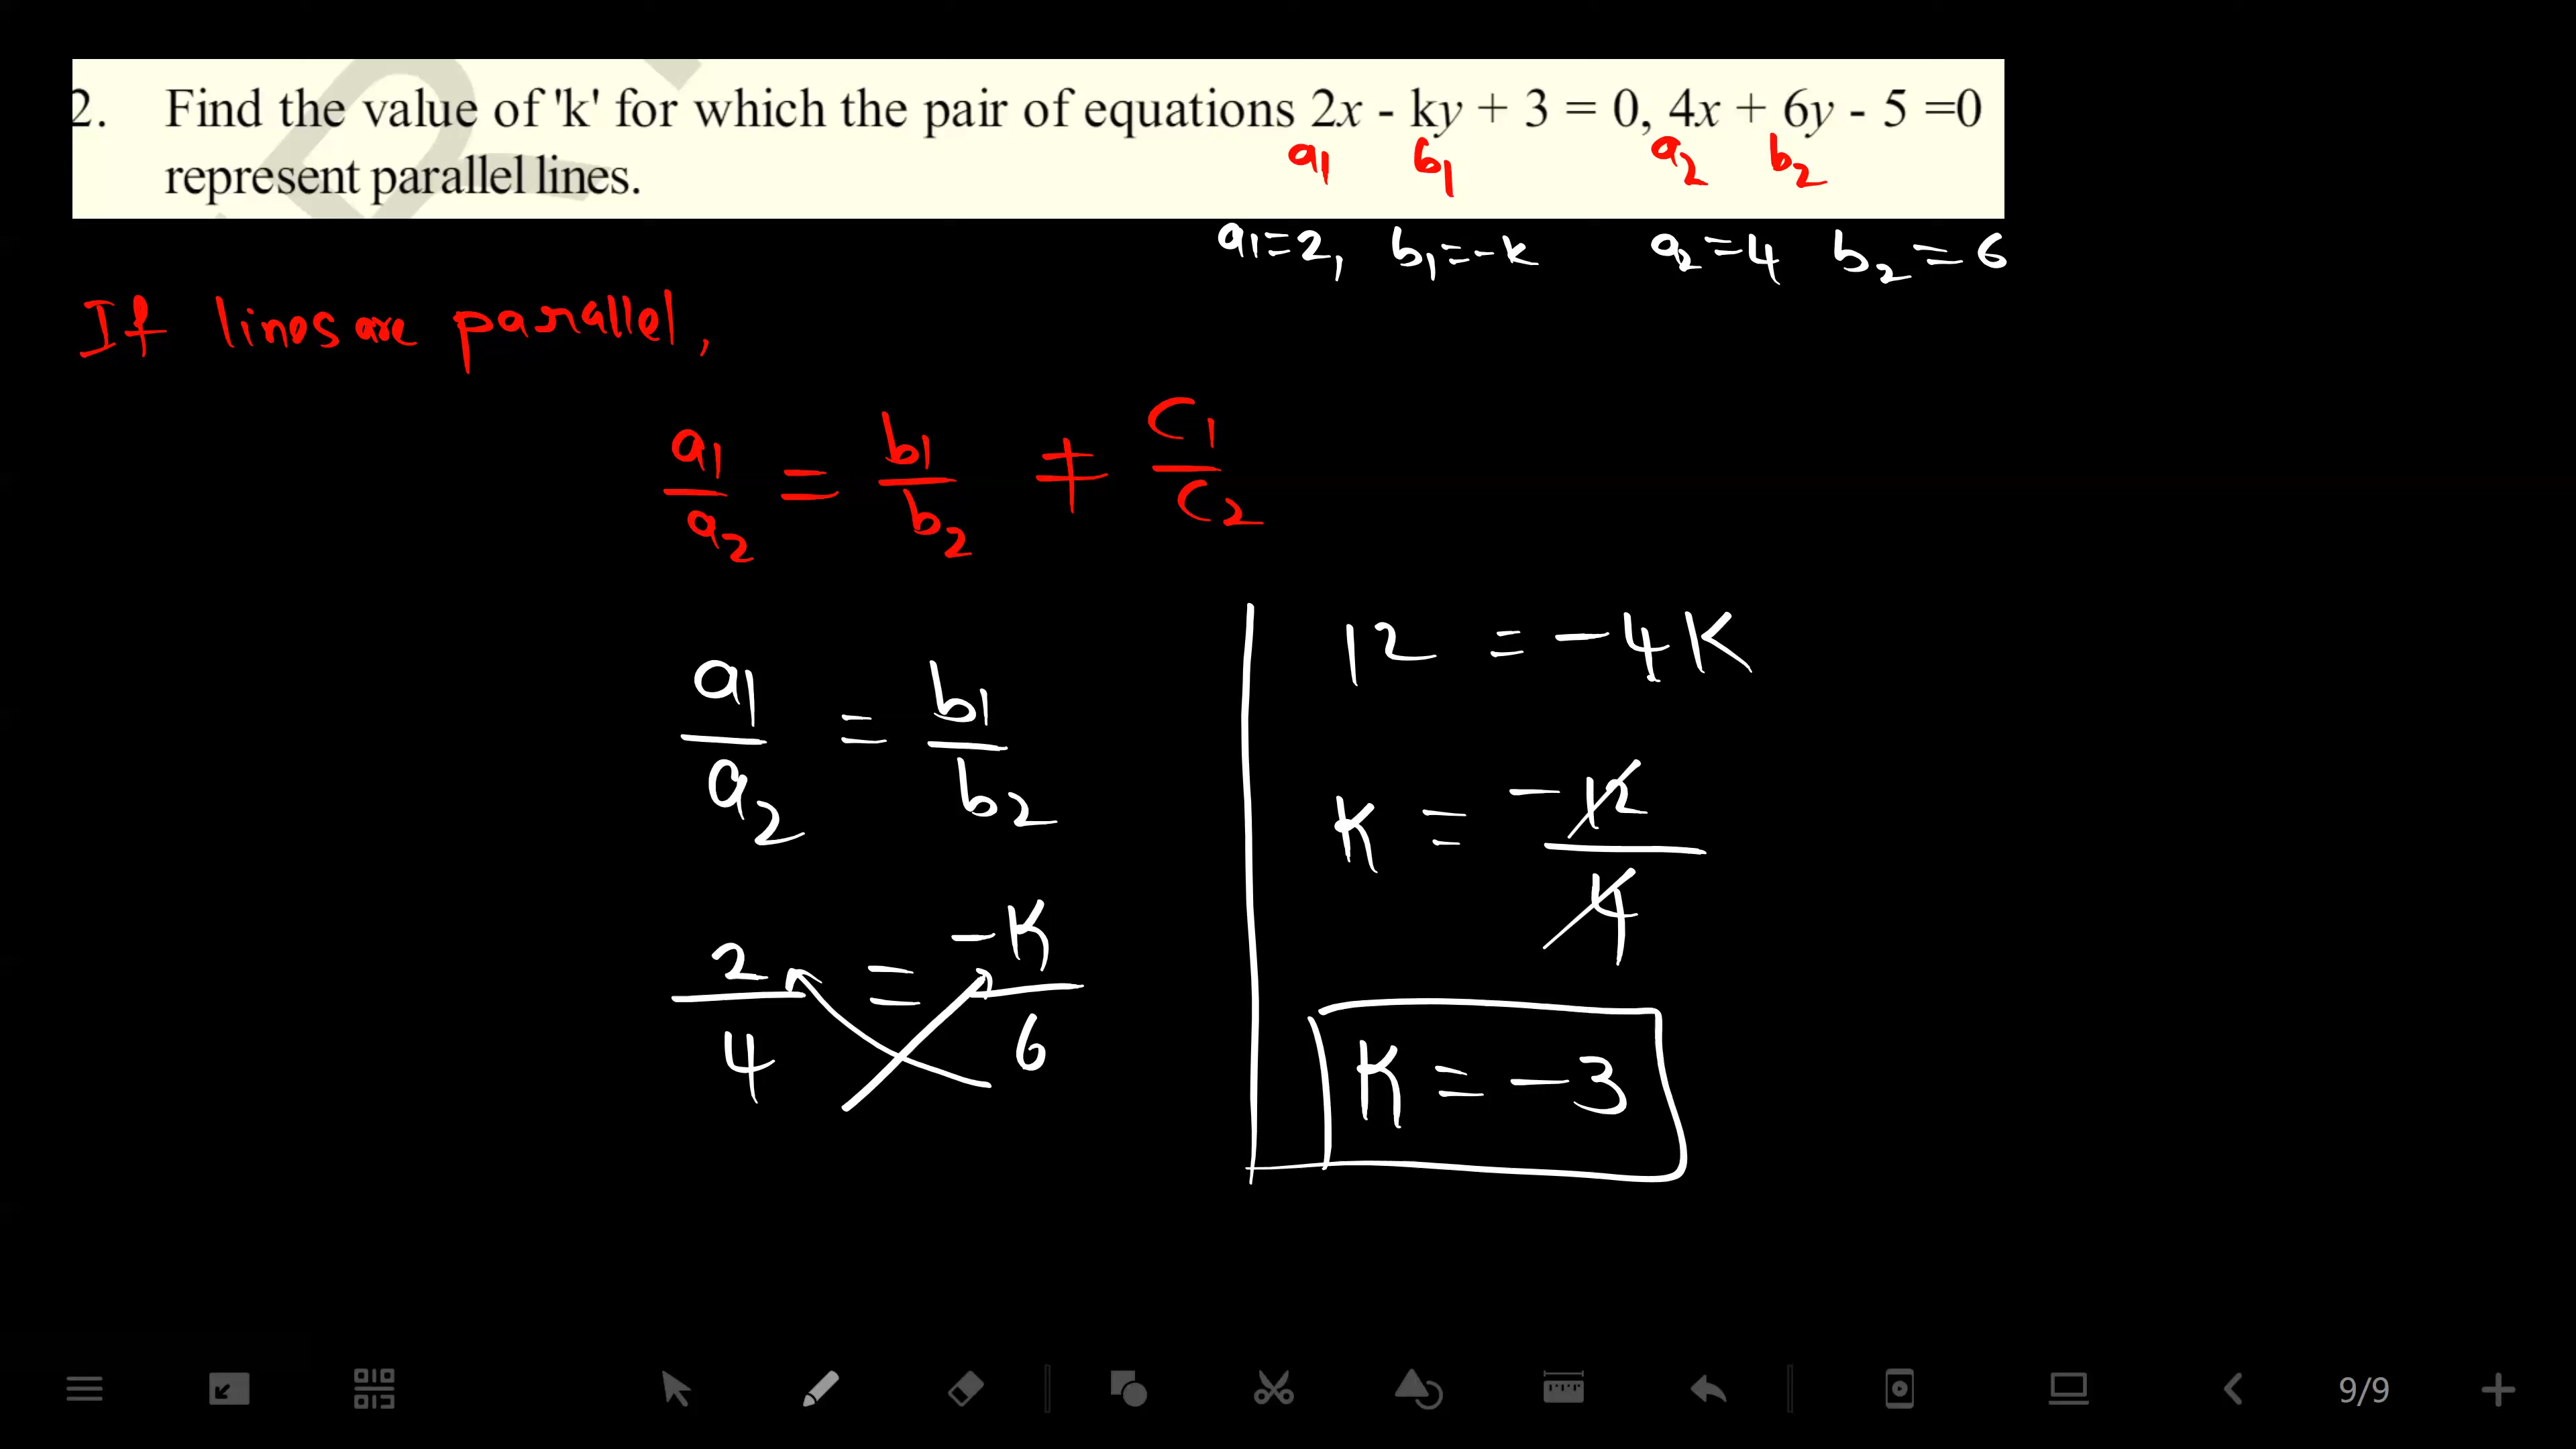 2. Find the value of 'k' for which the pair of equations 2x - ky + 3 = 0, 4x + 6y - 5 =0
represent parallel lines.
a1 b1 a2 b2
a1=2, b1=-k a2=4 b2=6
If lines are parallel,
a1/a2 = b1/b2 ≠ C1/C2
a1/a2 = b1/b2
2/4 = -K/6
12 = -4K
K = -12/4
K = -3
9/9